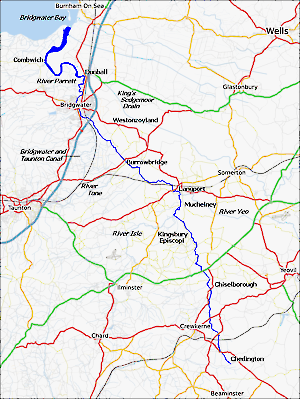 Burnham On Sea
Bridgwater Bay
Wells
Combwich
Dunball
River Parrett
Glastonbury
King's
Sedgemoor
Drain
Bridgwater
Westonzoyland
Bridgwater and
Taunton Canal
Burrowbridge
Somerton
River
Tone
Langport
Muchelney
Taunton
River Yeo
River Isle
Kingsbury
Episcopi
Yeovil
Ilminster
Chiselborough
Chard
Crewkerne
Chedington
Beaminster